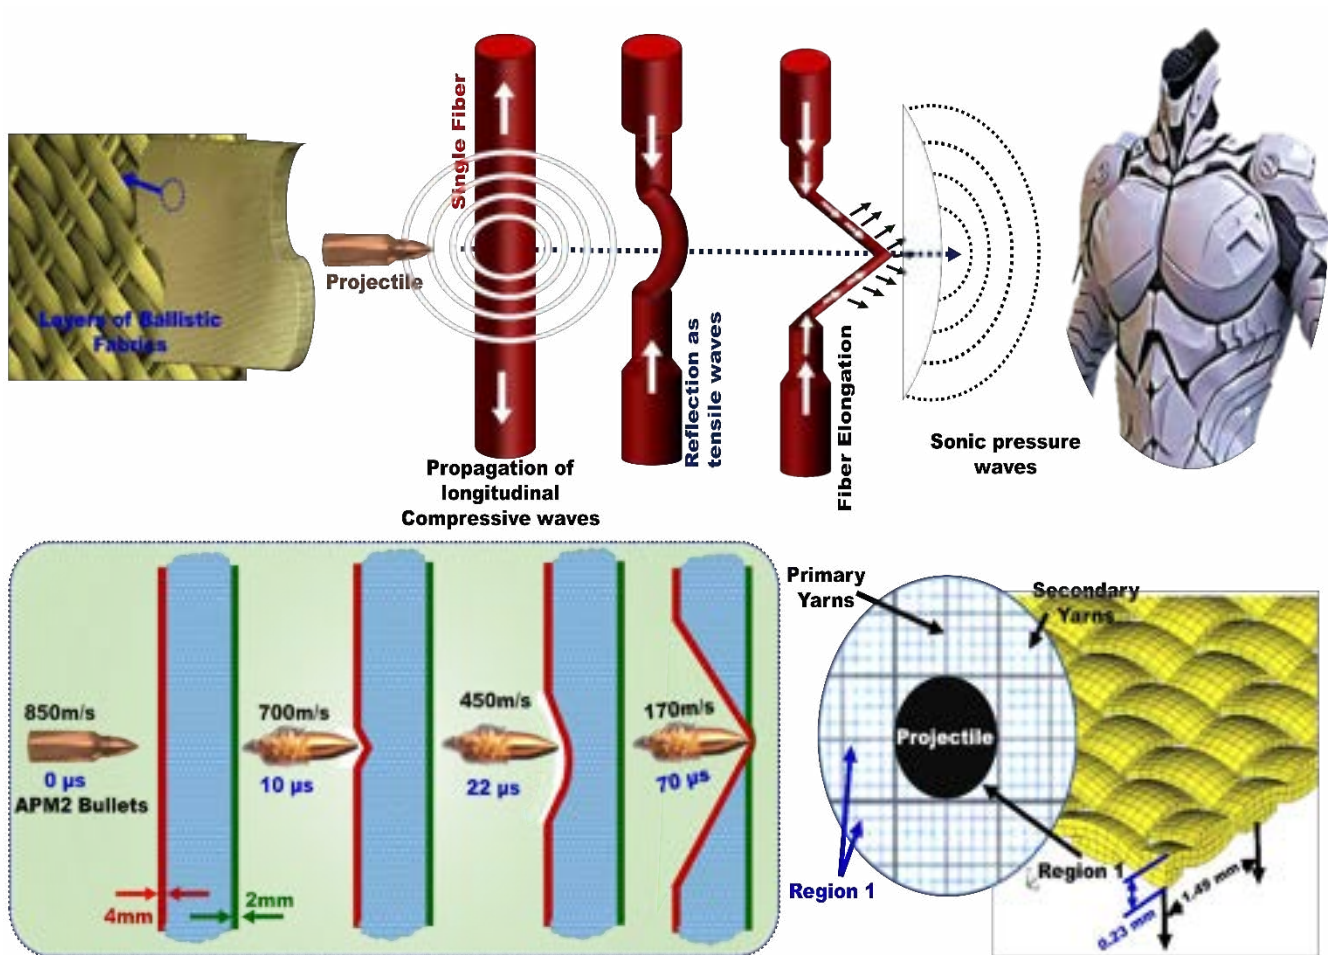 Single Fiber
Projectile
Layers of Ballistic
Fabrics
Propagation of
longitudinal
Compressive waves
Reflection as
tensile waves
Fiber Elongation
Sonic pressure
waves
850m/s
0 µs
APM2 Bullets
4mm
2mm
700m/s
10 µs
450m/s
22 µs
170m/s
70 µs
Primary
Yarns
Secondary
Yarns
Projectile
Region 1
Region 1
0.23 mm
1.49 mm